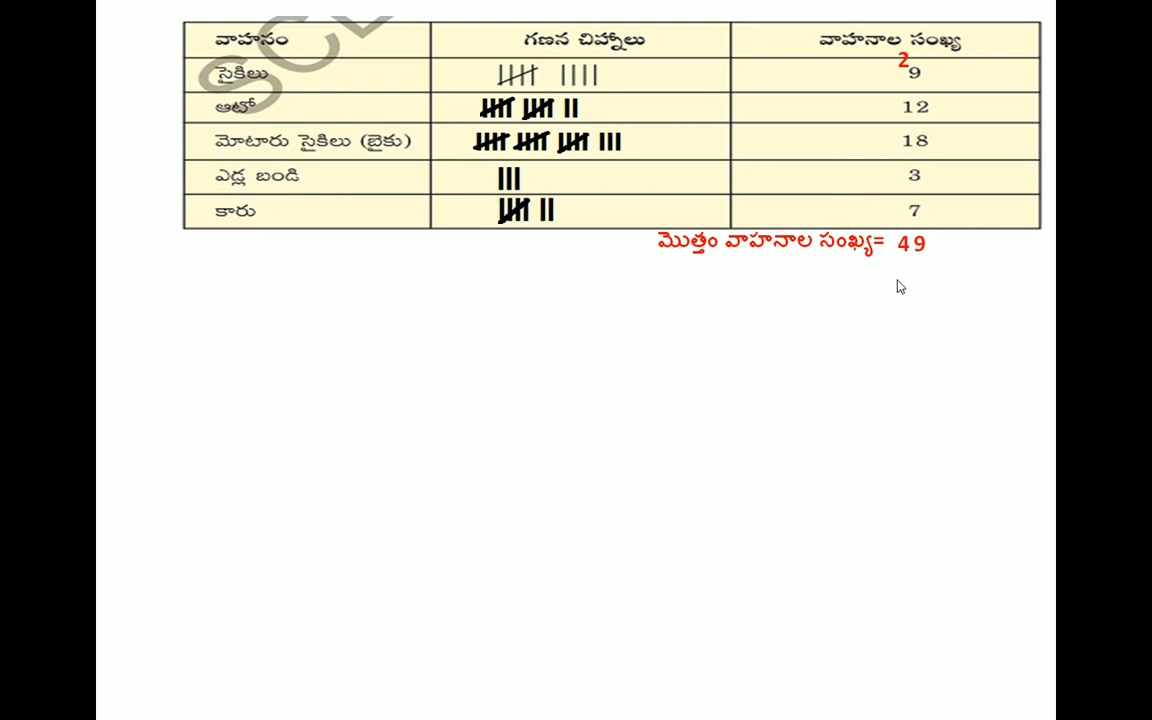 వాహనం గణన చిహ్నాలు వాహనాల సంఖ్య
2
సైకిలు 9
ఆటో 12
మోటారు సైకిలు (బైకు) 18
ఎడ్ల బండి 3
కారు 7
మొత్తం వాహనాల సంఖ్య= 49